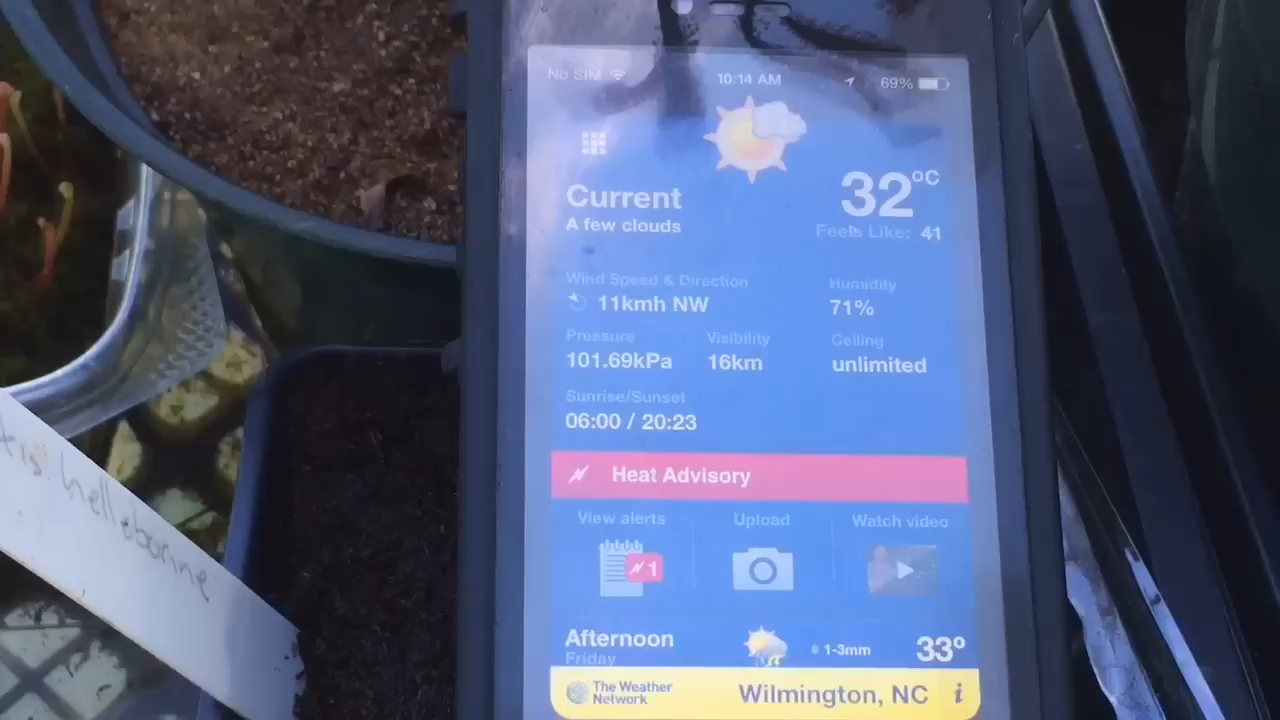 No SIM 10:14 AM 69%
32°C
Current
A few clouds
Feels Like: 41
Wind Speed & Direction
Humidity
11kmh NW
71%
Pressure Visibility Ceiling
101.69kPa 16km unlimited
Sunrise/Sunset
06:00 / 20:23
Heat Advisory
View alerts Upload Watch video
1
Afternoon
1-3mm 33°
Friday
The Weather
Network
Wilmington, NC i
hellebonne